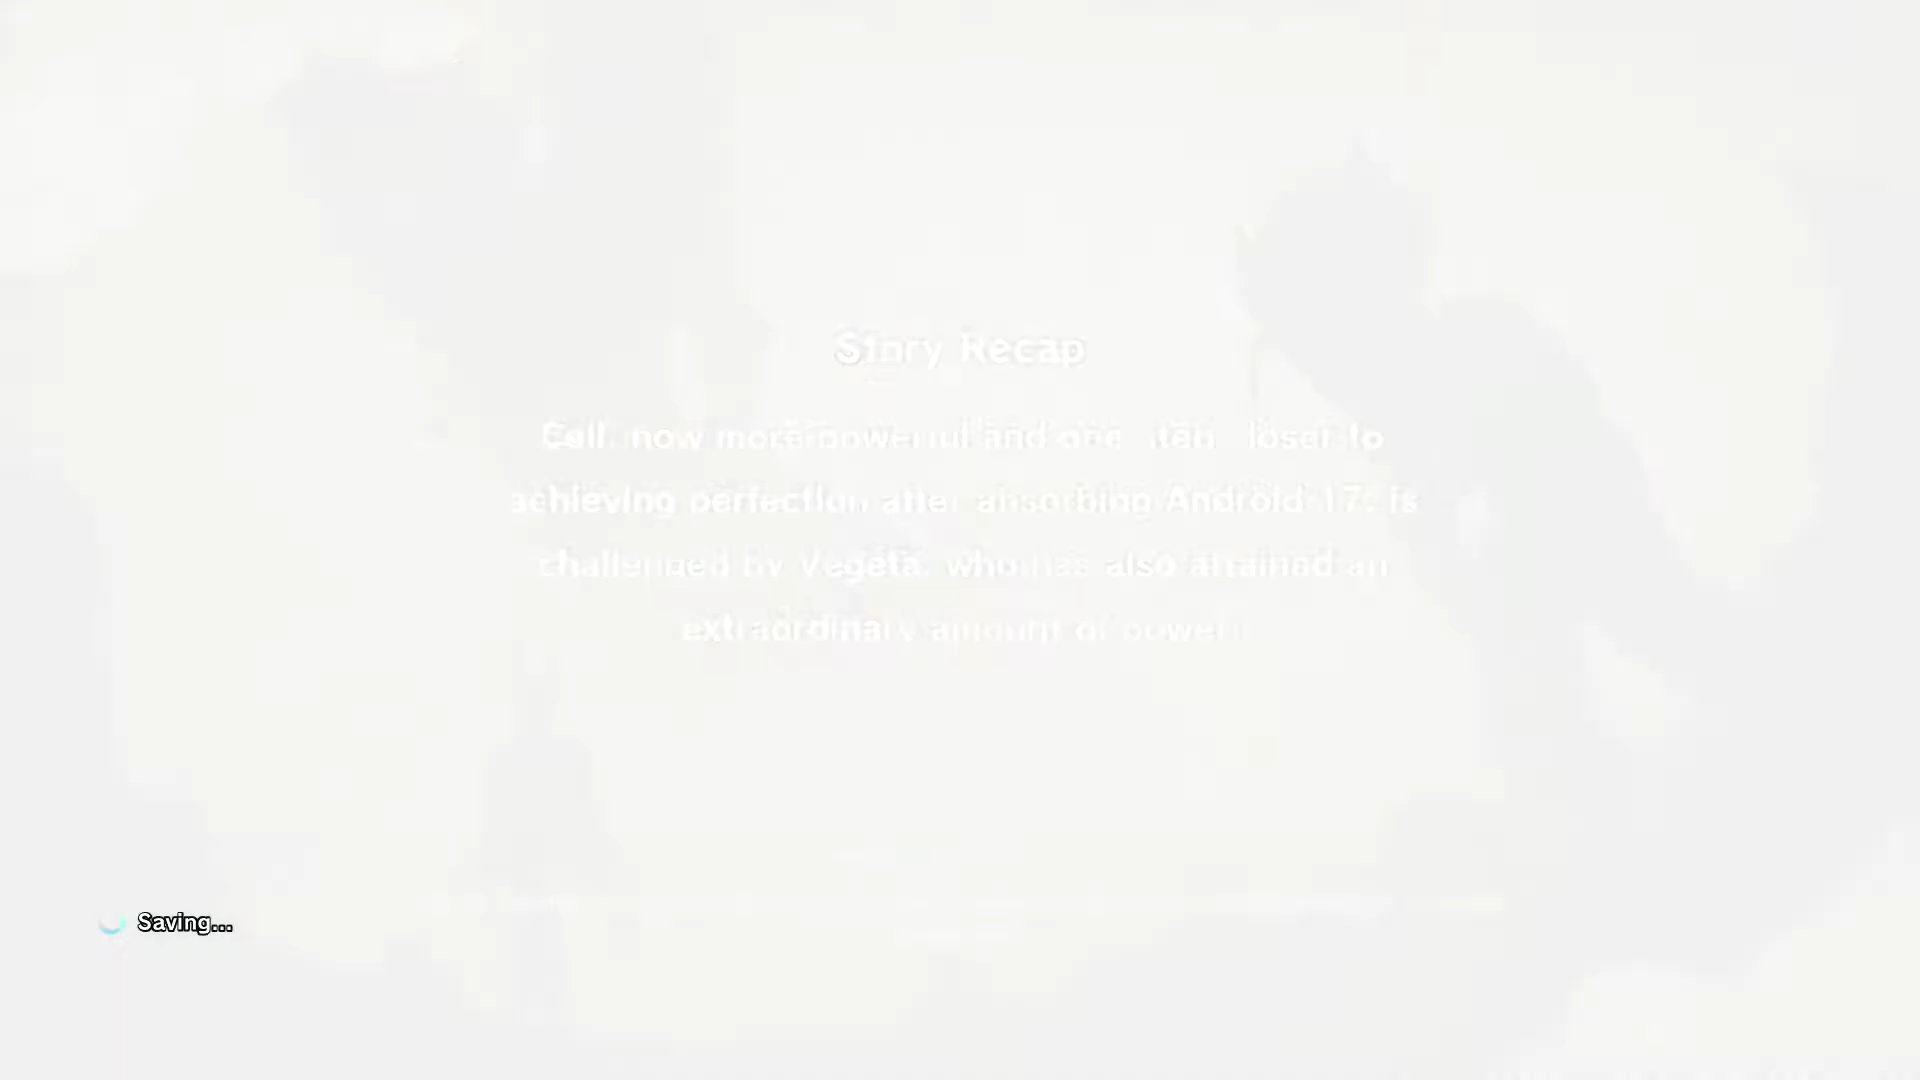 Story Recap
Cell, now more powerful and one step closer to
achieving perfection after absorbing Android 17, is
challenged by Vegeta, who has also attained an
extraordinary amount of power.
Saving...